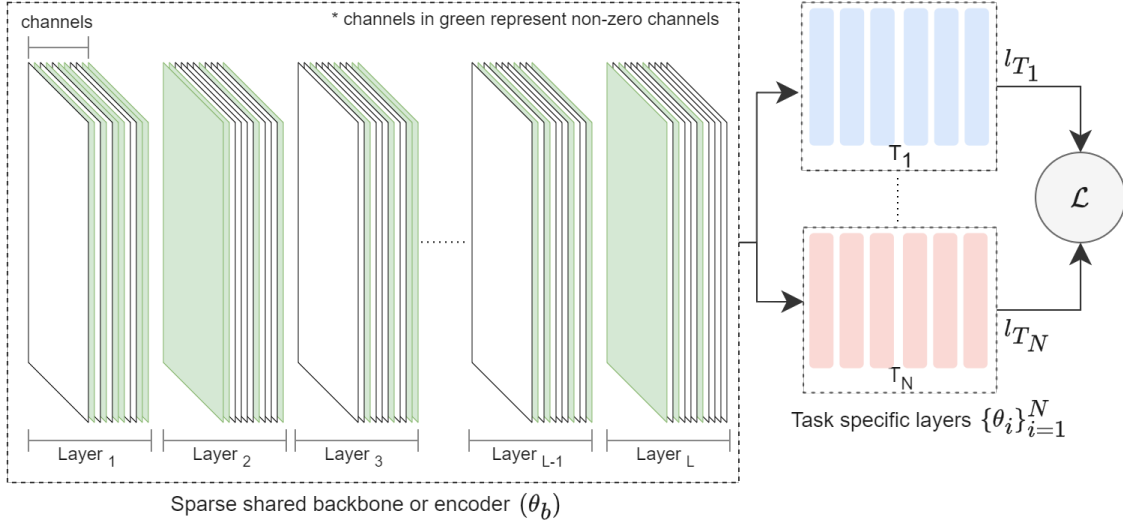 channels
* channels in green represent non-zero channels
Layer 1
Layer 2
Layer 3
Layer L-1
Layer L
Sparse shared backbone or encoder (θ_b)
T_1
T_N
l_{T_1}
l_{T_N}
ℒ
Task specific layers {θ_i}_{i=1}^N